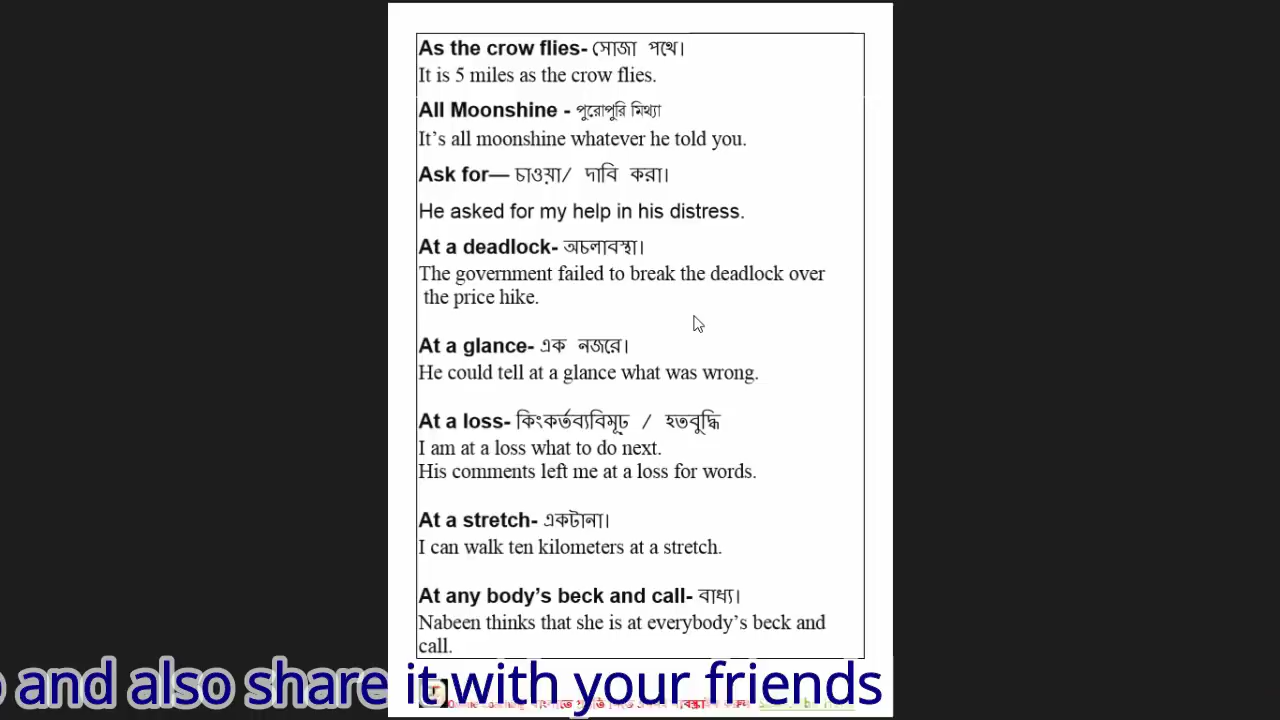 As the crow flies- সোজা পথে।
It is 5 miles as the crow flies.
All Moonshine - পুরোপুরি মিথ্যা
It’s all moonshine whatever he told you.
Ask for— চাওয়া/ দাবি করা।
He asked for my help in his distress.
At a deadlock- অচলাবস্থা।
The government failed to break the deadlock over
the price hike.
At a glance- এক নজরে।
He could tell at a glance what was wrong.
At a loss- কিংকর্তব্যবিমূঢ় / হতবুদ্ধি
I am at a loss what to do next.
His comments left me at a loss for words.
At a stretch- একটানা।
I can walk ten kilometers at a stretch.
At any body’s beck and call- বাধ্য।
Nabeen thinks that she is at everybody’s beck and
call.
and also share it with your friends